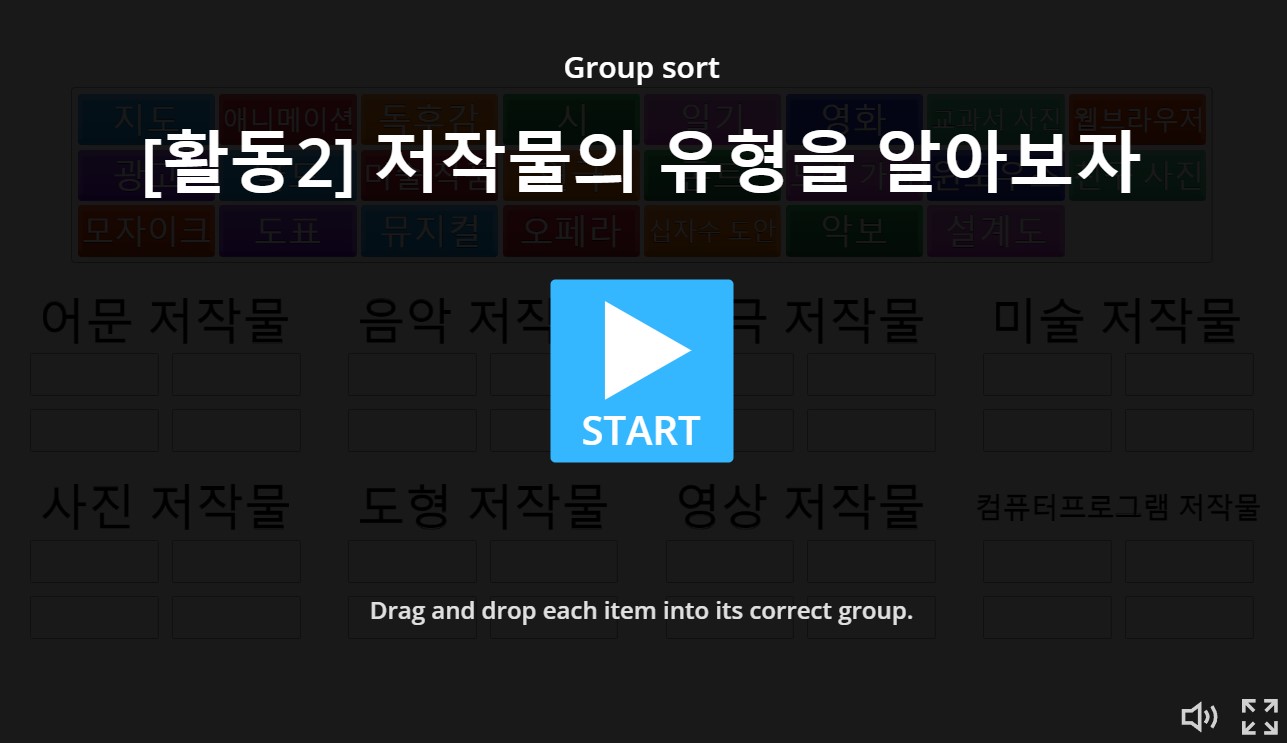 Group sort
지도 애니메이션 독후감 시 일기 영화 교과서 사진 웹브라우저
[활동2] 저작물의 유형을 알아보자
사진
모자이크 도표 뮤지컬 오페라 십자수 도안 악보 설계도
어문 저작물 음악 저작물 극 저작물 미술 저작물
START
사진 저작물 도형 저작물 영상 저작물 컴퓨터프로그램 저작물
Drag and drop each item into its correct group.